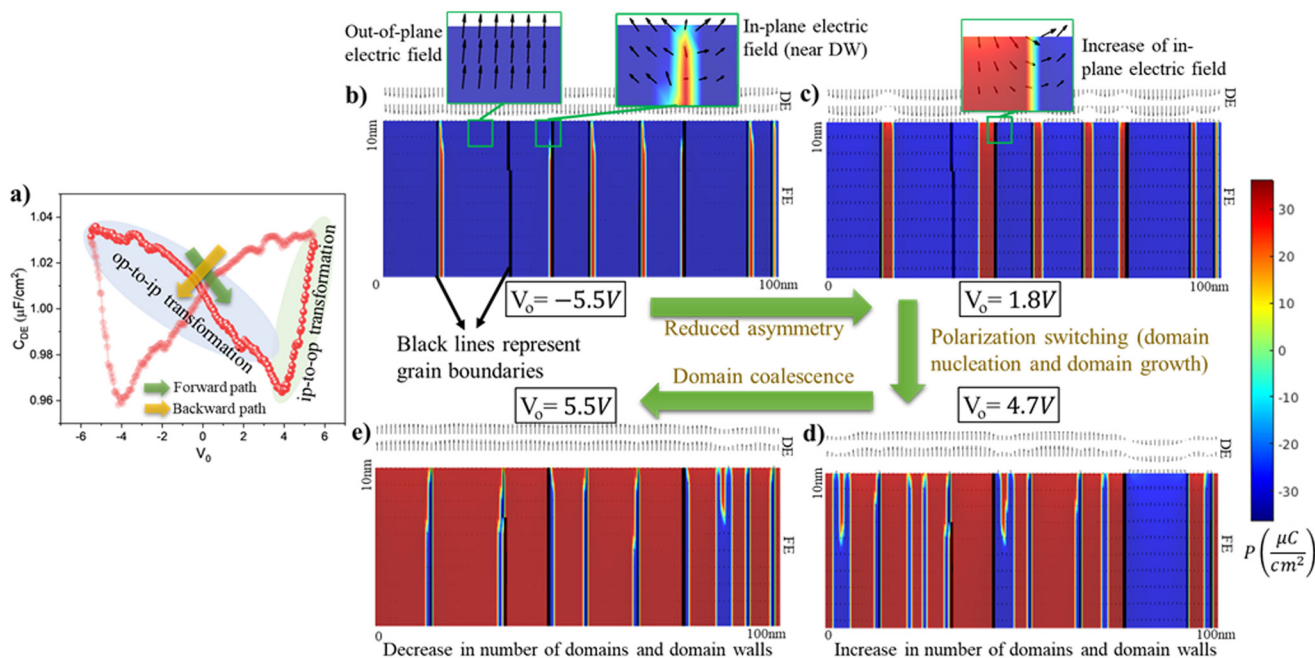 Out-of-plane
electric field
In-plane electric
field (near DW)
Increase of in-
plane electric field
b)
DE
10nm
FE
0
100nm
c)
DE
10nm
FE
0
100nm
a)
1.04
1.02
1.00
0.98
0.96
C_DE (μF/cm²)
op-to-ip transformation
ip-to-op transformation
Forward path
Backward path
-6 -4 -2 0 2 4 6
V₀
Vₒ= −5.5V
Vₒ= 1.8V
Reduced asymmetry
Black lines represent
grain boundaries
Polarization switching (domain
nucleation and domain growth)
Domain coalescence
Vₒ= 5.5V
Vₒ= 4.7V
e)
DE
10nm
FE
0
100nm
Decrease in number of domains and domain walls
d)
DE
10nm
FE
0
100nm
Increase in number of domains and domain walls
30
20
10
0
-10
-20
-30
P (μC/cm²)